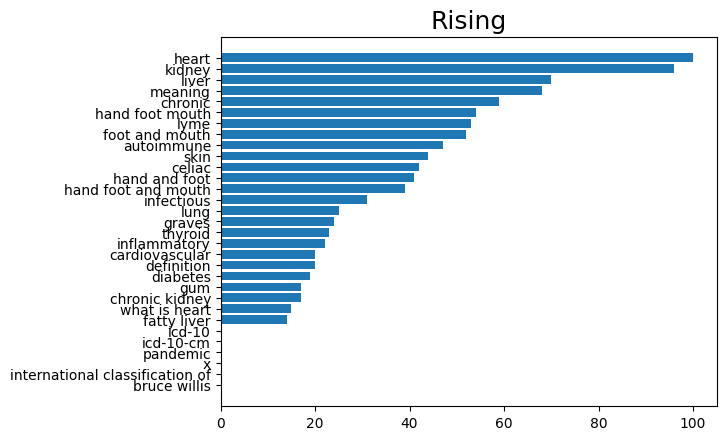 Rising
heart
kidney
liver
meaning
chronic
hand foot mouth
lyme
foot and mouth
autoimmune
skin
celiac
hand and foot
hand foot and mouth
infectious
lung
graves
thyroid
inflammatory
cardiovascular
definition
diabetes
gum
chronic kidney
what is heart
fatty liver
icd-10
icd-10-cm
pandemic
x
international classification of
bruce willis
0 20 40 60 80 100